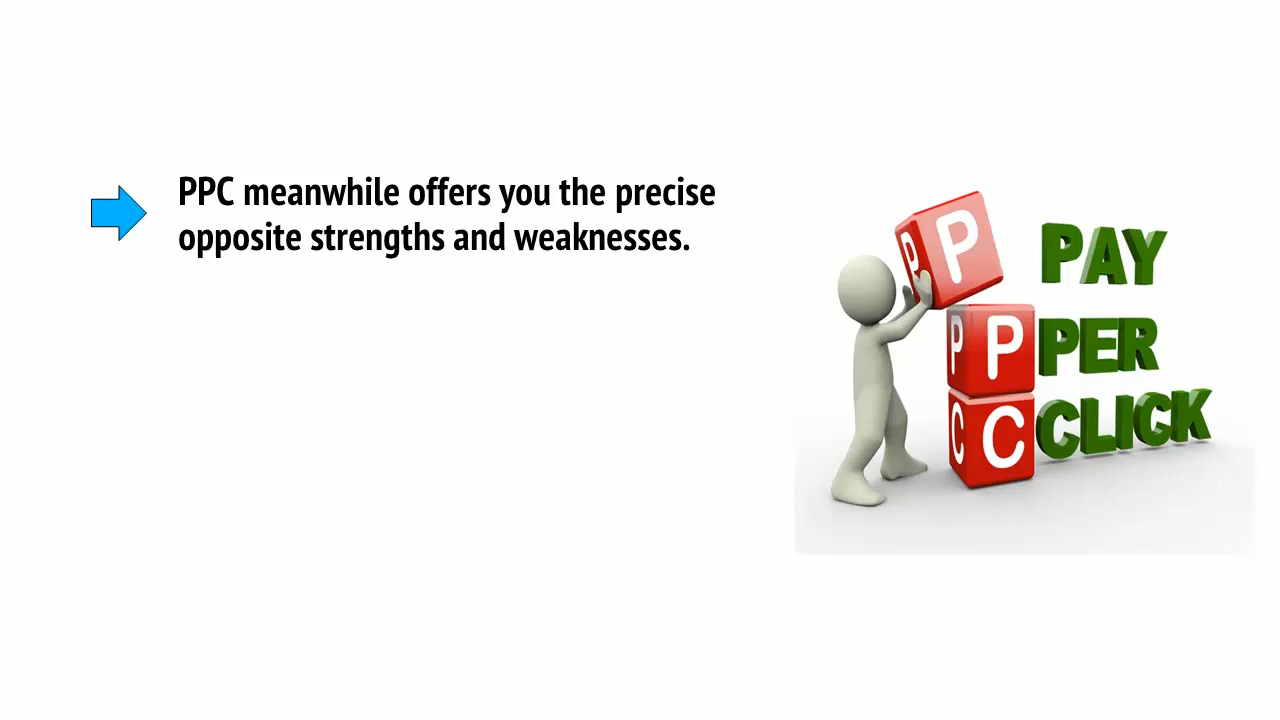 PPC meanwhile offers you the precise
opposite strengths and weaknesses.
P P PAY
P P PER
C C CLICK